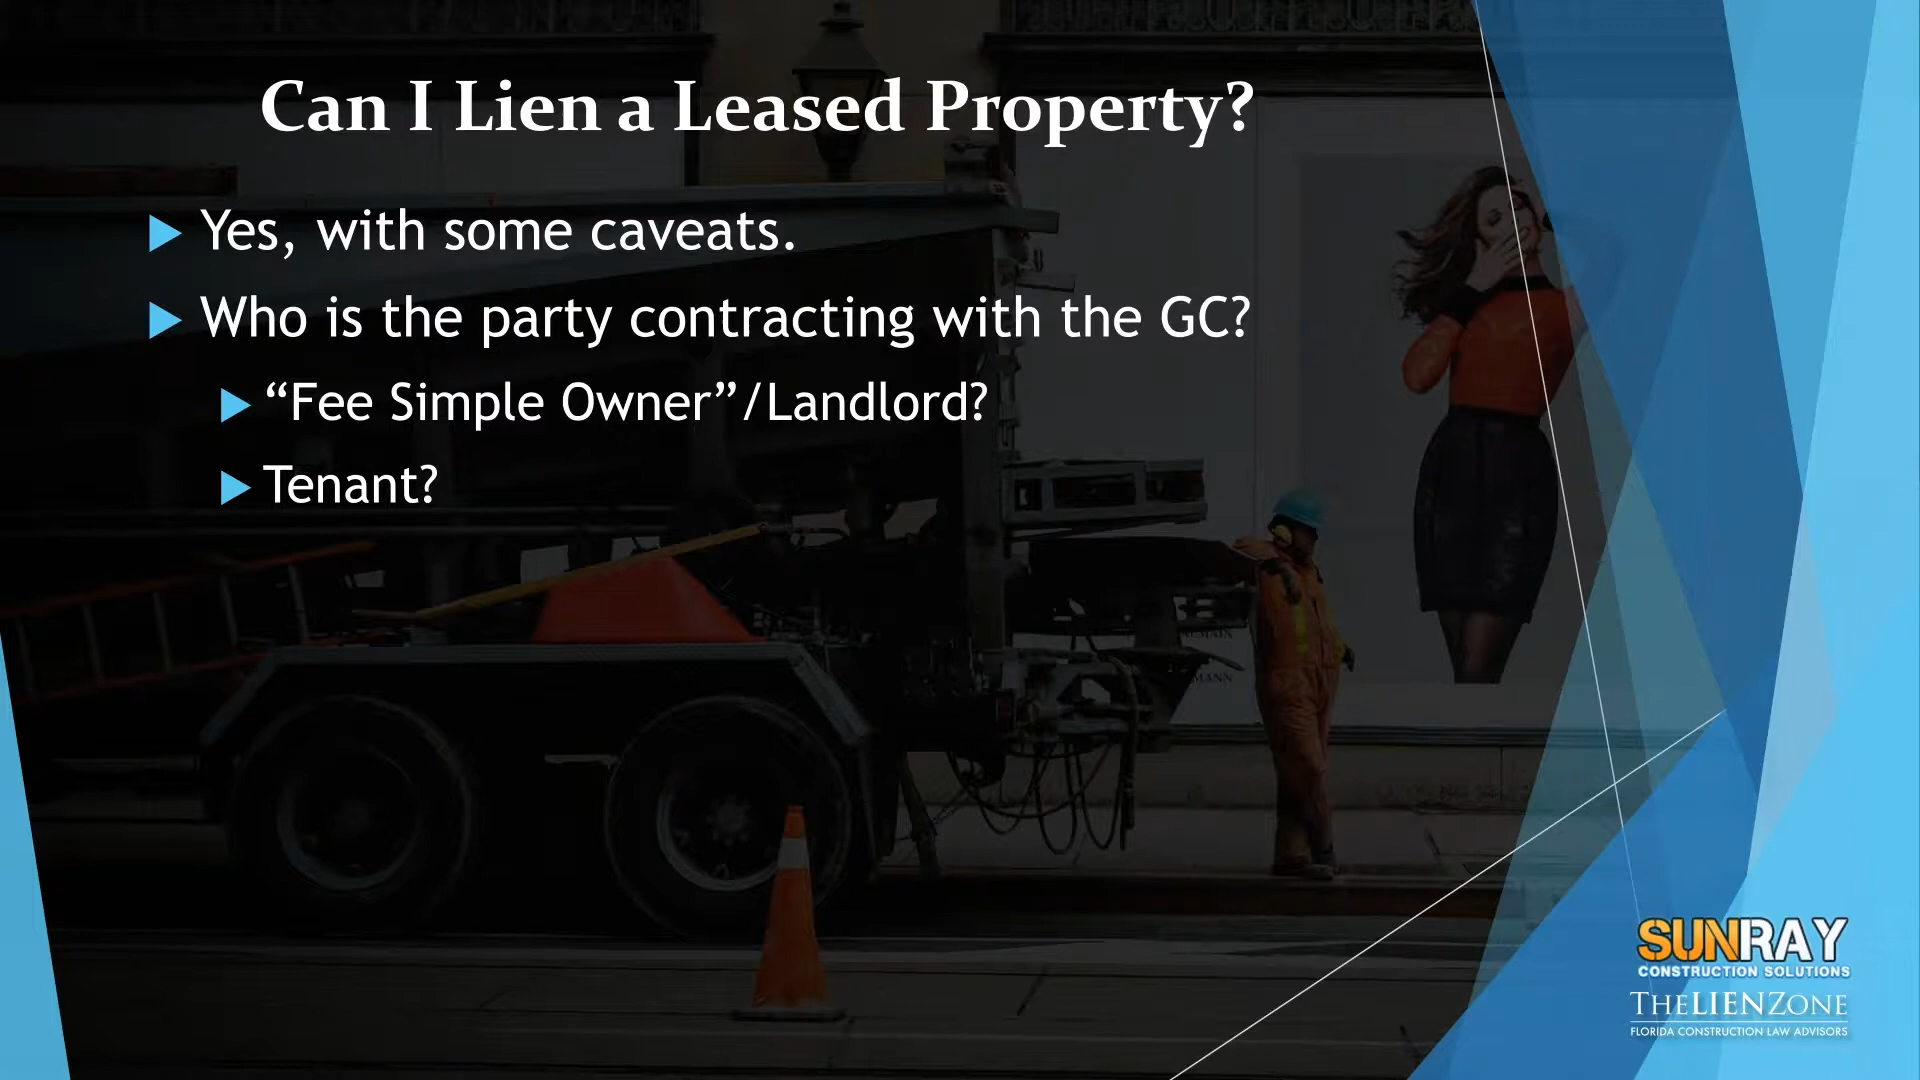 Can I Lien a Leased Property?
Yes, with some caveats.
Who is the party contracting with the GC?
“Fee Simple Owner”/Landlord?
Tenant?
MANN
SUNRAY
CONSTRUCTION SOLUTIONS
THELIENZONE
FLORIDA CONSTRUCTION LAW ADVISORS